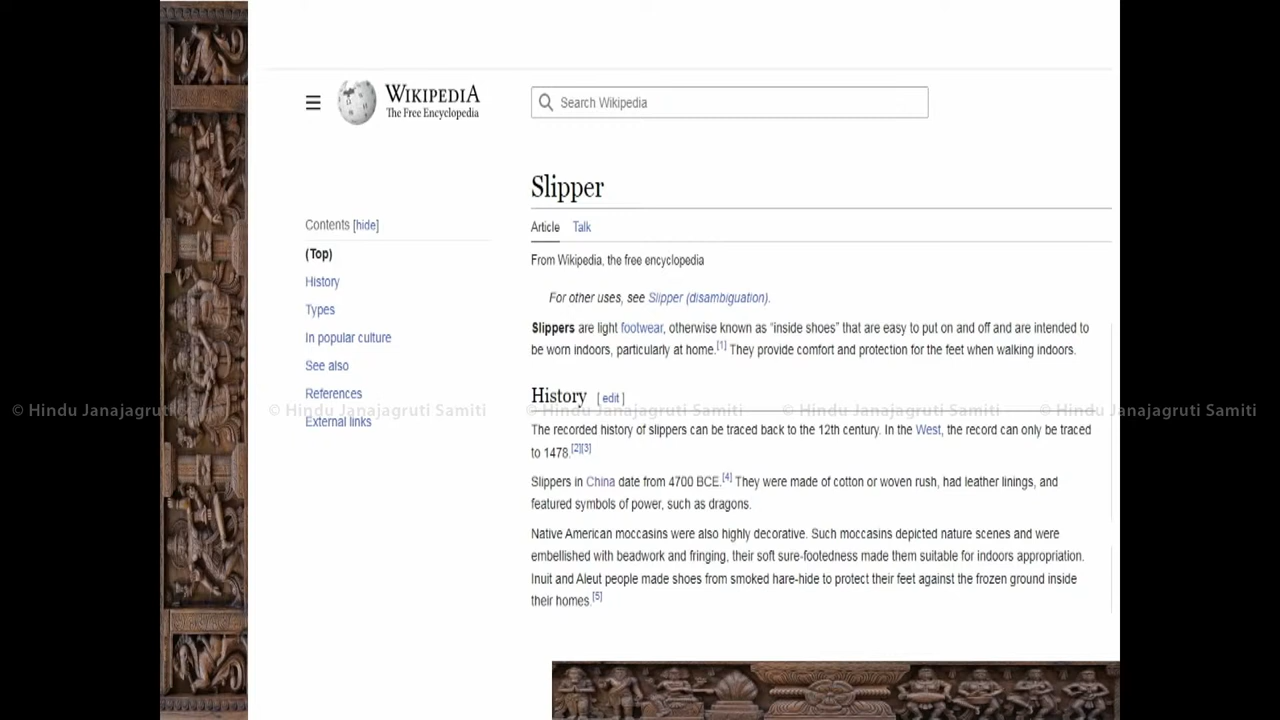 WIKIPEDIA
The Free Encyclopedia
Search Wikipedia
Slipper
Contents [hide]
Article Talk
(Top)
From Wikipedia, the free encyclopedia
History
For other uses, see Slipper (disambiguation).
Types
Slippers are light footwear, otherwise known as “inside shoes” that are easy to put on and off and are intended to
In popular culture
be worn indoors, particularly at home.[1] They provide comfort and protection for the feet when walking indoors.
See also
References
History [ edit ]
© Hindu Janajagruti Samiti © Hindu Janajagruti Samiti © Hindu Janajagruti Samiti © Hindu Janajagruti Samiti © Hindu Janajagruti Samiti
External links
The recorded history of slippers can be traced back to the 12th century. In the West, the record can only be traced
to 1478.[2][3]
Slippers in China date from 4700 BCE.[4] They were made of cotton or woven rush, had leather linings, and
featured symbols of power, such as dragons.
Native American moccasins were also highly decorative. Such moccasins depicted nature scenes and were
embellished with beadwork and fringing, their soft sure-footedness made them suitable for indoors appropriation.
Inuit and Aleut people made shoes from smoked hare-hide to protect their feet against the frozen ground inside
their homes.[5]